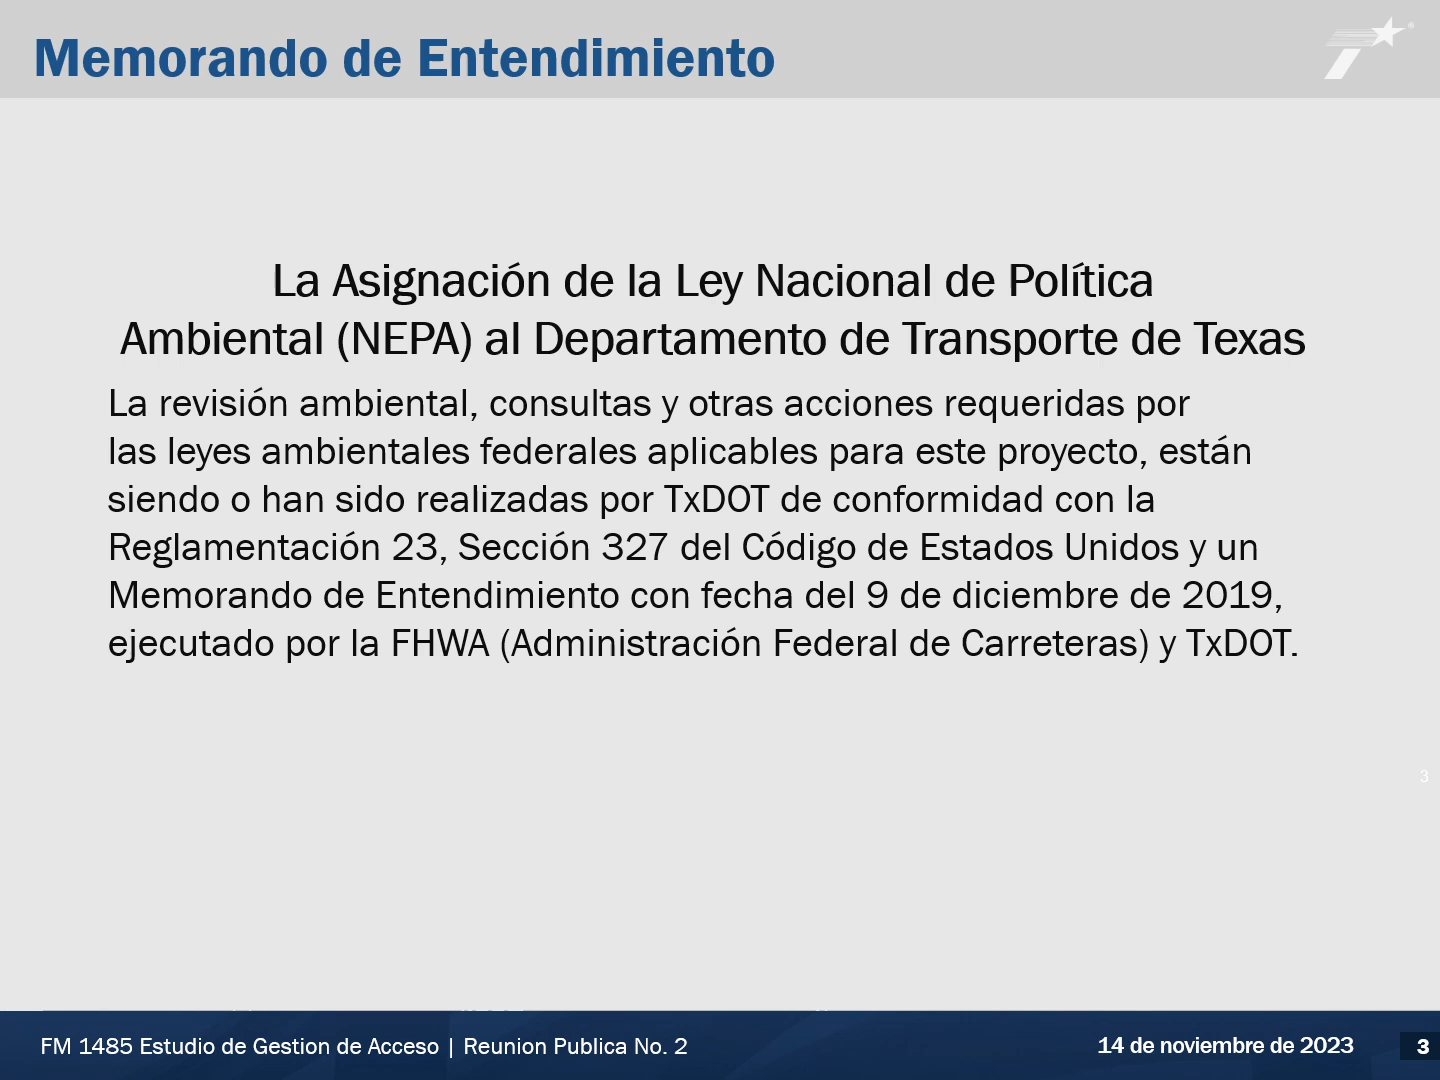 Memorando de Entendimiento
La Asignación de la Ley Nacional de Política
Ambiental (NEPA) al Departamento de Transporte de Texas
La revisión ambiental, consultas y otras acciones requeridas por
las leyes ambientales federales aplicables para este proyecto, están
siendo o han sido realizadas por TxDOT de conformidad con la
Reglamentación 23, Sección 327 del Código de Estados Unidos y un
Memorando de Entendimiento con fecha del 9 de diciembre de 2019,
ejecutado por la FHWA (Administración Federal de Carreteras) y TxDOT.
3
FM 1485 Estudio de Gestion de Acceso | Reunion Publica No. 2
14 de noviembre de 2023
3